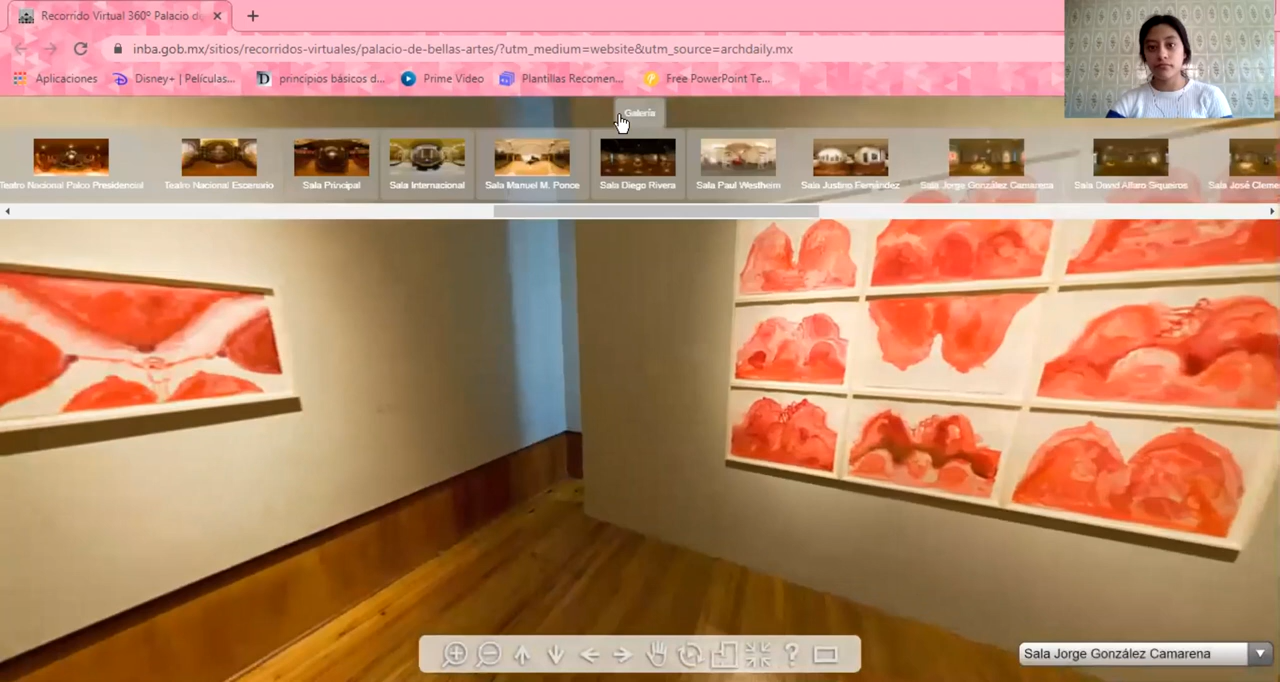 Recorrido Virtual 360º Palacio de
inba.gob.mx/sitios/recorridos-virtuales/palacio-de-bellas-artes/?utm_medium=website&utm_source=archdaily.mx
Aplicaciones
Disney+ | Películas...
principios básicos d...
Prime Video
Plantillas Recomen...
Free PowerPoint Te...
Galería
Teatro Nacional Palco Presidencial
Teatro Nacional Escenario
Sala Principal
Sala Internacional
Sala Manuel M. Ponce
Sala Diego Rivera
Sala Paul Westheim
Sala Justino Fernández
Sala Jorge González Camarena
Sala David Alfaro Siqueiros
Sala José Cleme
Sala Jorge González Camarena